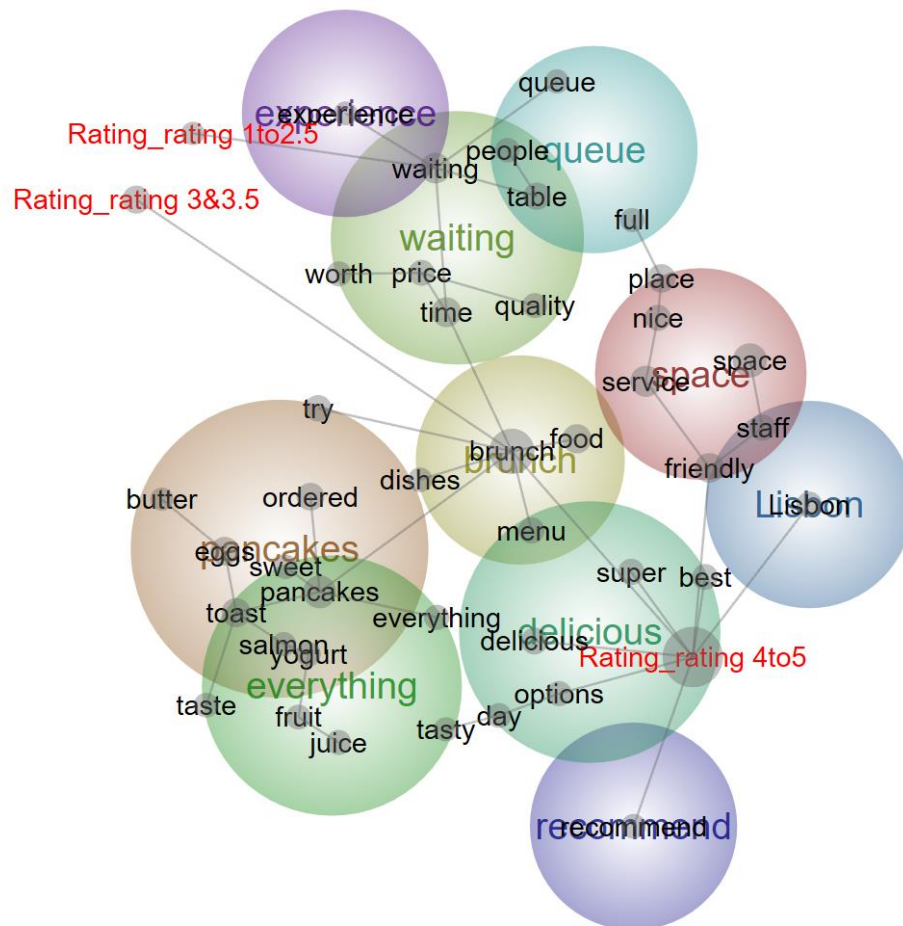 queue
experience
experience
Rating_rating 1to2.5
people
queue
waiting
Rating_rating 3&3.5
table
full
waiting
worth
price
place
time
quality
nice
space
service
space
try
food
staff
brunch
brunch
friendly
dishes
butter
ordered
Lisbon
Lisbon
menu
eggs
pancakes
sweet
super
best
pancakes
toast
everything
delicious
delicious
salmon
yogurt
Rating_rating 4to5
everything
options
taste
fruit
day
tasty
juice
recommend
recommend